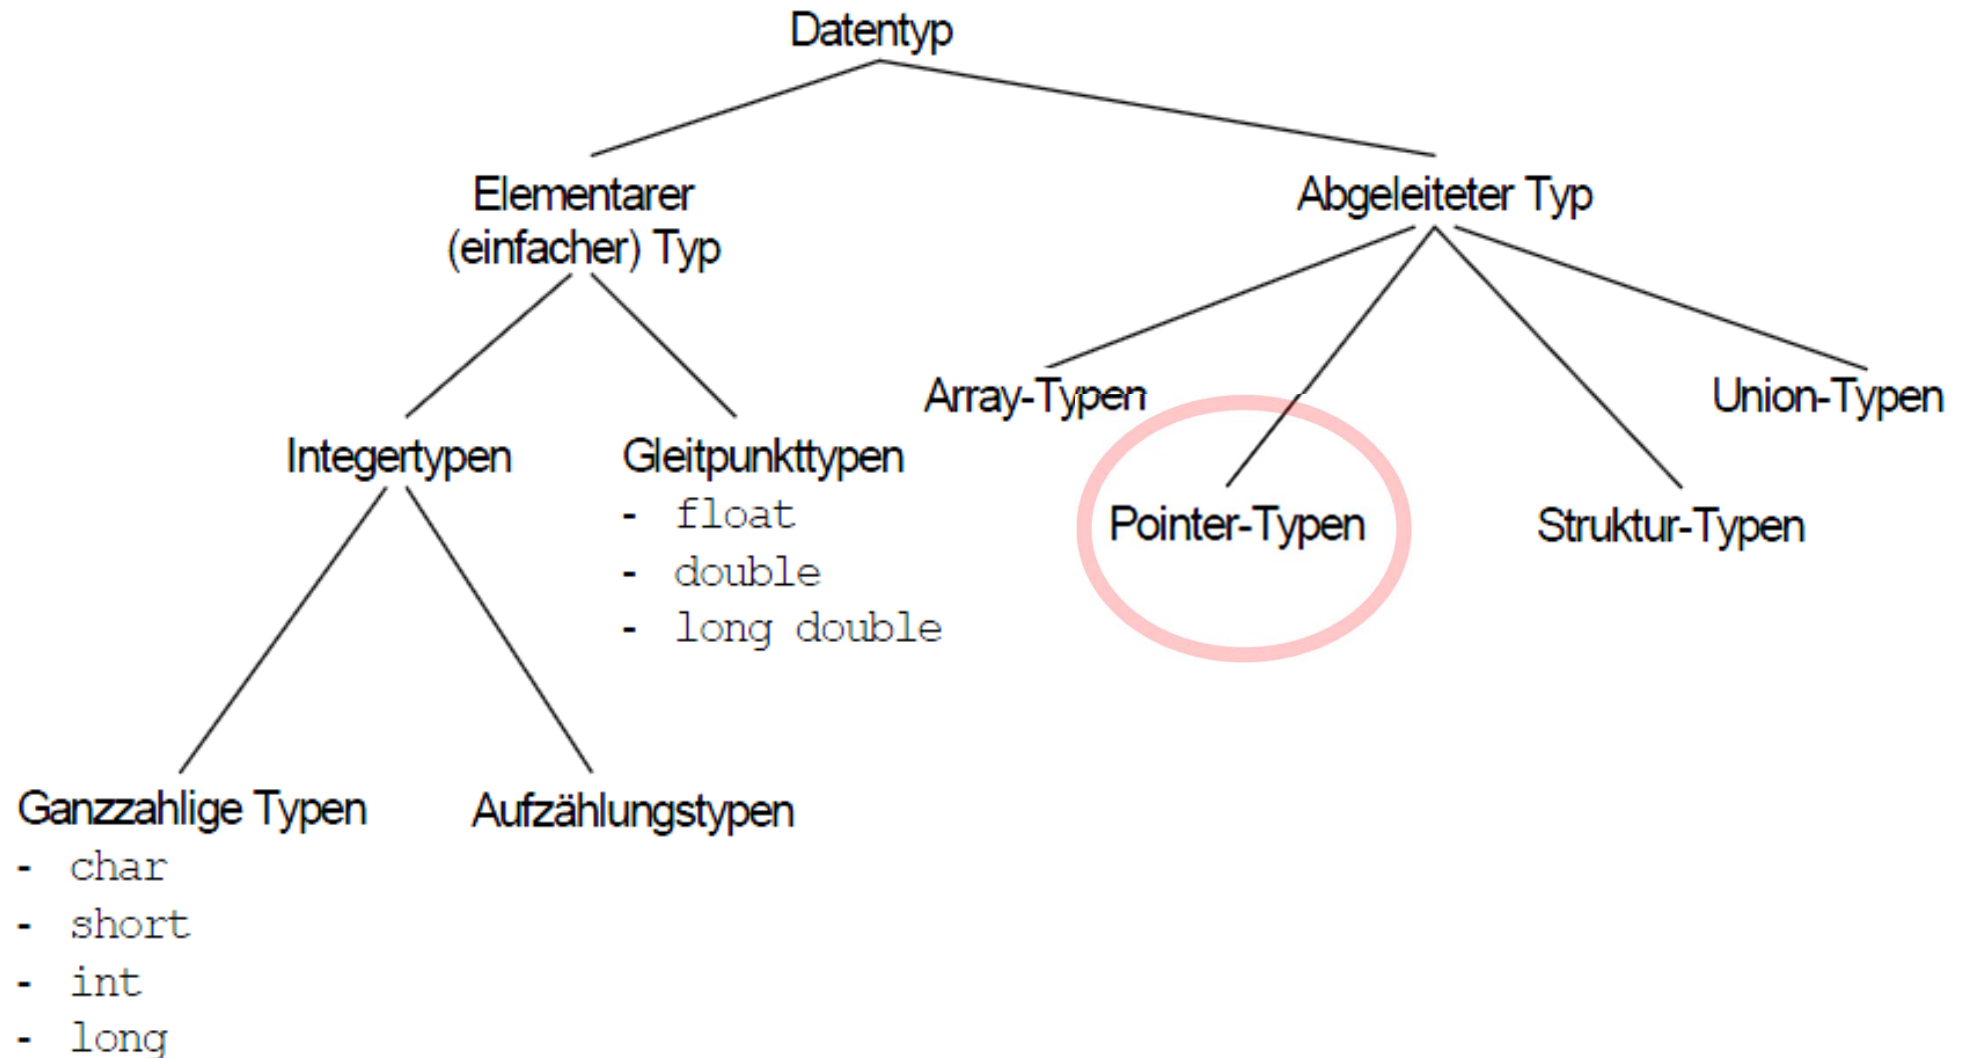 Datentyp
Elementarer
(einfacher) Typ
Abgeleiteter Typ
Array-Typen
Union-Typen
Integertypen
Gleitpunkttypen
- float
- double
- long double
Pointer-Typen
Struktur-Typen
Ganzzahlige Typen
- char
- short
- int
- long
Aufzählungstypen